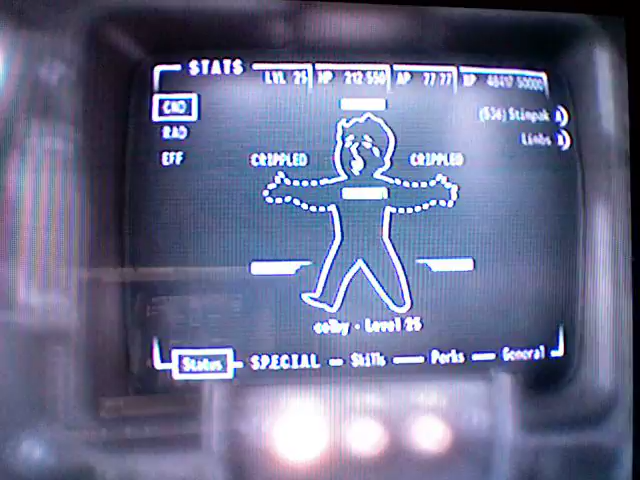 STATS
LVL 25 HP 212/550 AP 77/77 XP 48417/50000
CND
(536) Stimpak A)
RAD
Limbs X)
EFF
CRIPPLED CRIPPLED
colby - Level 25
Status SPECIAL Skills Perks General